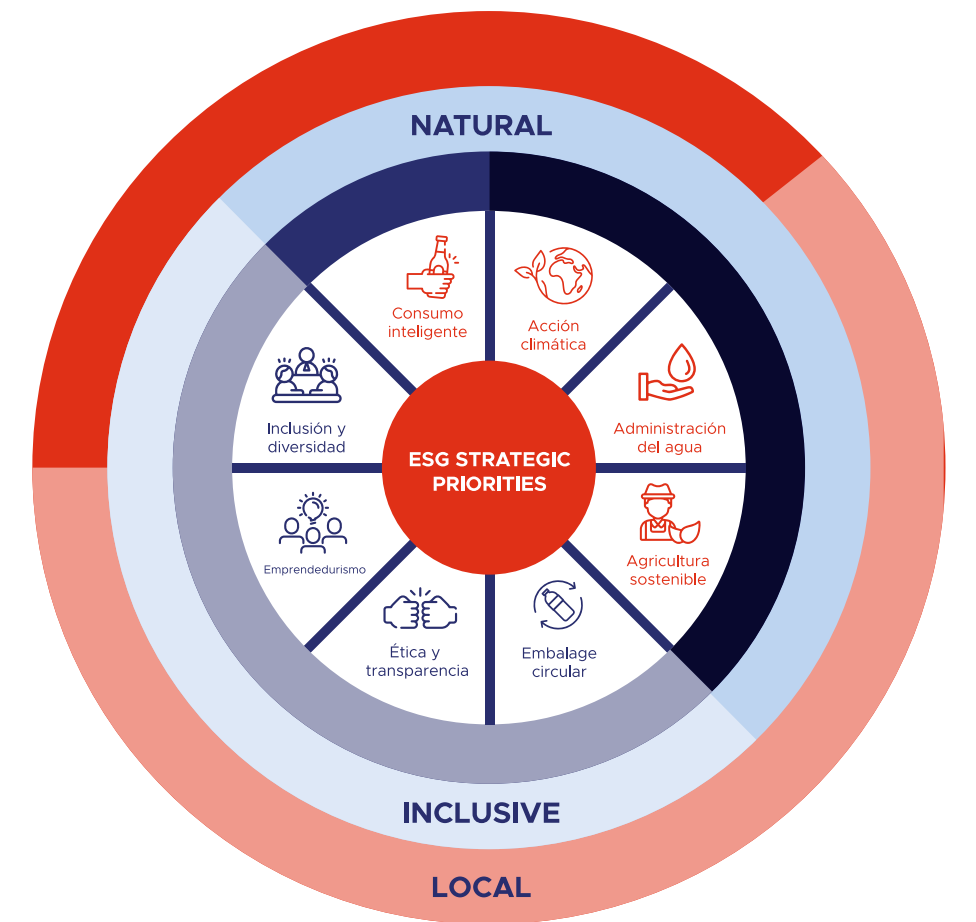 NATURAL
Consumo
inteligente
Acción
climática
Inclusión y
diversidad
Administración
del agua
ESG STRATEGIC
PRIORITIES
Emprendedurismo
Agricultura
sostenible
Ética y
transparencia
Embalage
circular
INCLUSIVE
LOCAL